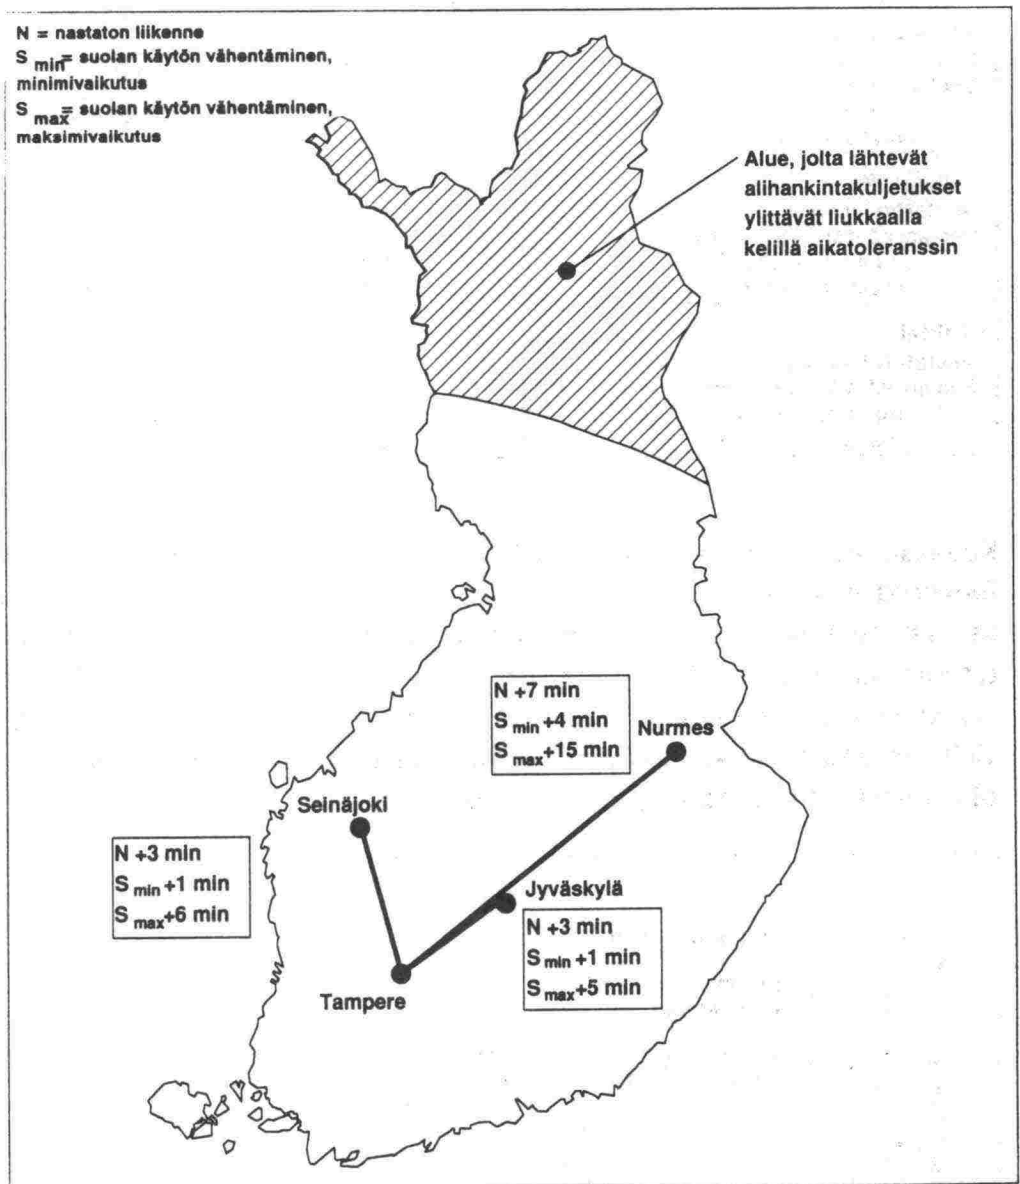 N = nastaton liikenne
S min= suolan käytön vähentäminen,
minimivaikutus
S max= suolan käytön vähentäminen,
maksimivaikutus
Alue, jolta lähtevät
alihankintakuljetukset
ylittävät liukkaalla
kelillä aikatoleranssin
N +7 min
S min +4 min
S max+15 min
Nurmes
Seinäjoki
N +3 min
S min +1 min
S max+6 min
Jyväskylä
N +3 min
S min +1 min
S max+5 min
Tampere